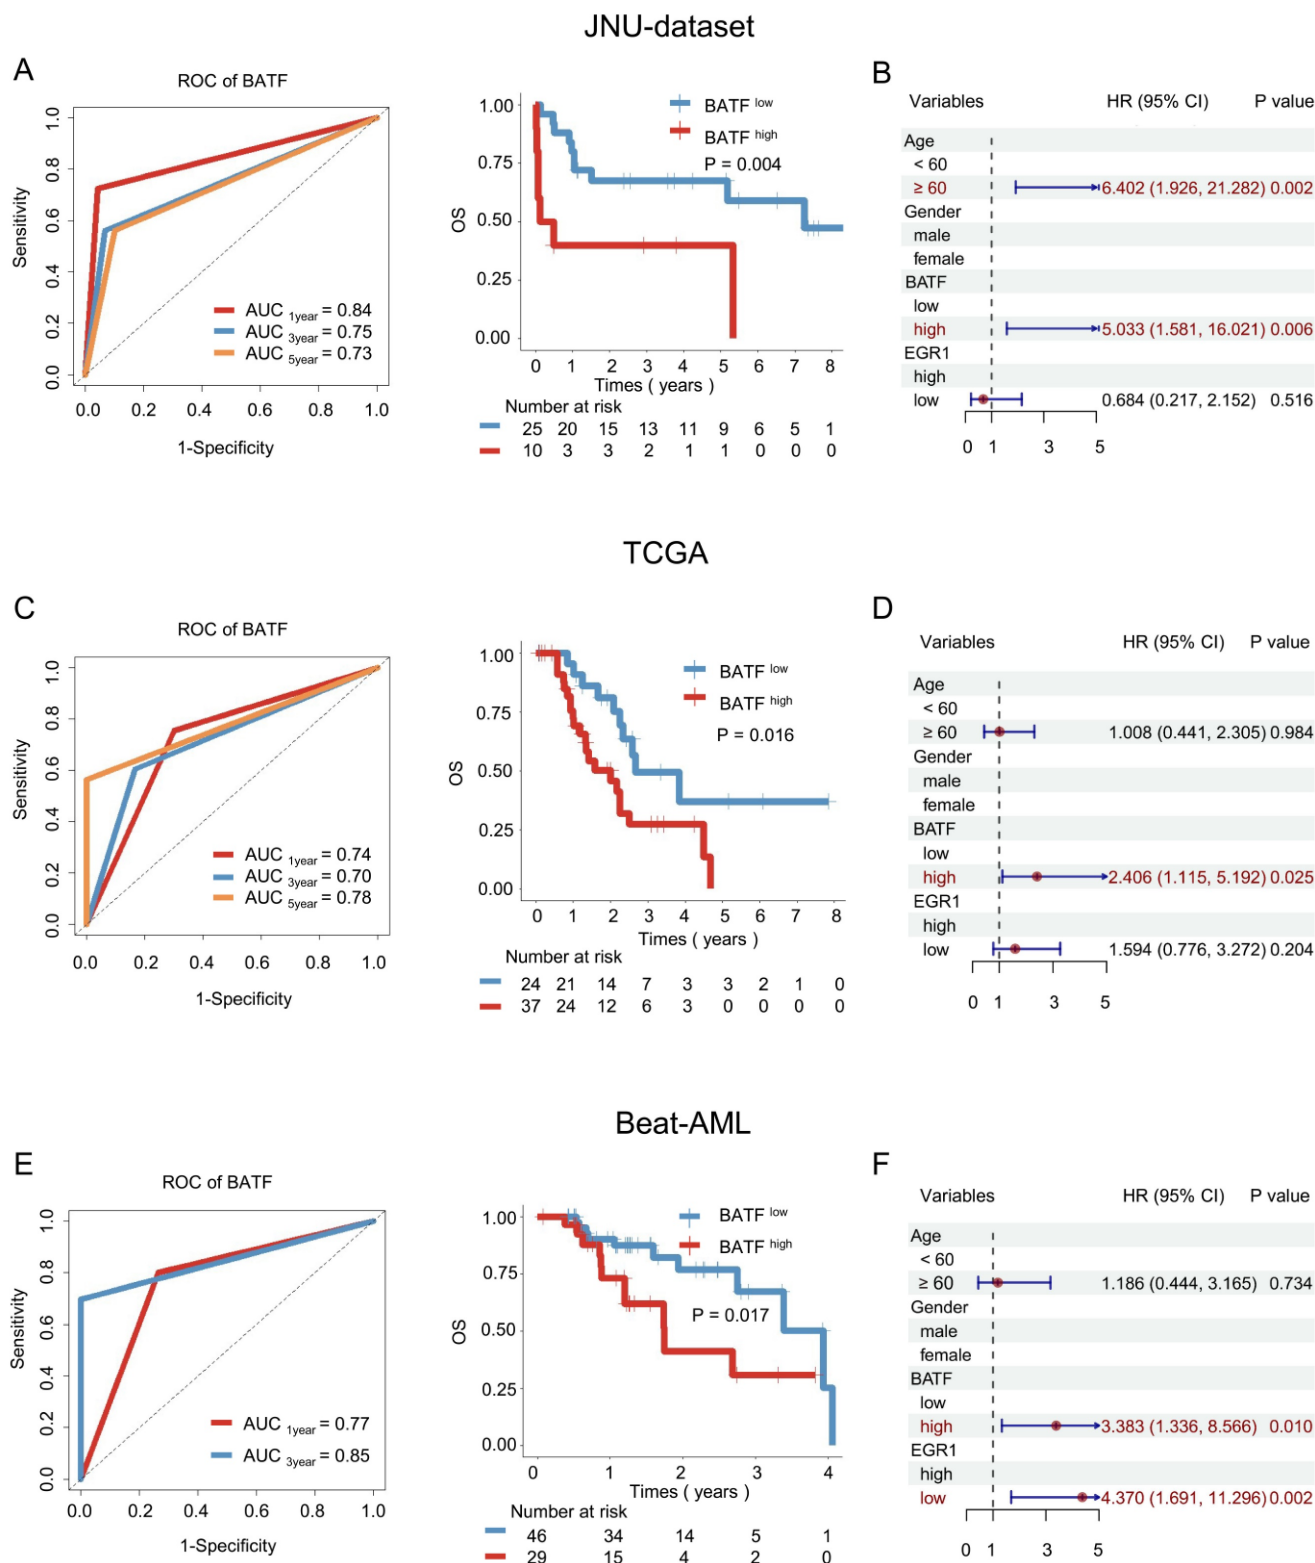 JNU-dataset
A
ROC of BATF
Sensitivity
1.0
0.8
0.6
0.4
0.2
0.0
AUC 1year = 0.84
AUC 3year = 0.75
AUC 5year = 0.73
0.0 0.2 0.4 0.6 0.8 1.0
1-Specificity
OS
1.00
0.75
0.50
0.25
0.00
BATF low
BATF high
P = 0.004
0 1 2 3 4 5 6 7 8
Times ( years )
Number at risk
25 20 15 13 11 9 6 5 1
10 3 3 2 1 1 0 0 0
B
Variables HR (95% CI) P value
Age
< 60
≥ 60 6.402 (1.926, 21.282) 0.002
Gender
male
female
BATF
low
high 5.033 (1.581, 16.021) 0.006
EGR1
high
low 0.684 (0.217, 2.152) 0.516
0 1 3 5
TCGA
C
ROC of BATF
Sensitivity
1.0
0.8
0.6
0.4
0.2
0.0
AUC 1year = 0.74
AUC 3year = 0.70
AUC 5year = 0.78
0.0 0.2 0.4 0.6 0.8 1.0
1-Specificity
OS
1.00
0.75
0.50
0.25
0.00
BATF low
BATF high
P = 0.016
0 1 2 3 4 5 6 7 8
Times ( years )
Number at risk
24 21 14 7 3 3 2 1 0
37 24 12 6 3 0 0 0 0
D
Variables HR (95% CI) P value
Age
< 60
≥ 60 1.008 (0.441, 2.305) 0.984
Gender
male
female
BATF
low
high 2.406 (1.115, 5.192) 0.025
EGR1
high
low 1.594 (0.776, 3.272) 0.204
0 1 3 5
Beat-AML
E
ROC of BATF
Sensitivity
1.0
0.8
0.6
0.4
0.2
0.0
AUC 1year = 0.77
AUC 3year = 0.85
0.0 0.2 0.4 0.6 0.8 1.0
1-Specificity
OS
1.00
0.75
0.50
0.25
0.00
BATF low
BATF high
P = 0.017
0 1 2 3 4
Times ( years )
Number at risk
46 34 14 5 1
29 15 4 2 0
F
Variables HR (95% CI) P value
Age
< 60
≥ 60 1.186 (0.444, 3.165) 0.734
Gender
male
female
BATF
low
high 3.383 (1.336, 8.566) 0.010
EGR1
high
low 4.370 (1.691, 11.296) 0.002
0 1 3 5